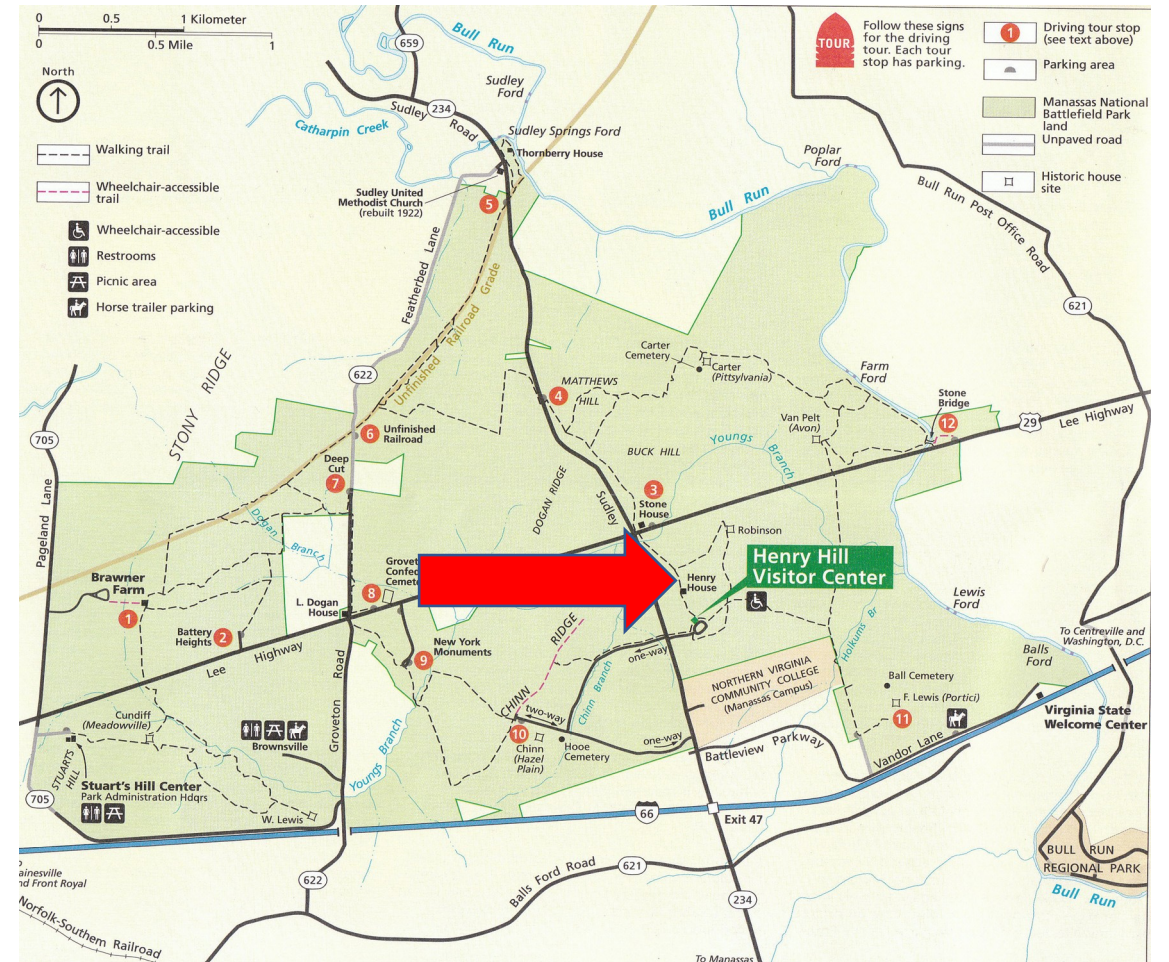 0 0.5 1 Kilometer
0 0.5 Mile 1
North
Walking trail
Wheelchair-accessible
trail
Wheelchair-accessible
Restrooms
Picnic area
Horse trailer parking
TOUR
Follow these signs
for the driving
tour. Each tour
stop has parking.
1
Driving tour stop
(see text above)
Parking area
Manassas National
Battlefield Park
land
Unpaved road
Historic house
site
659
Bull Run
Sudley
Ford
234
Sudley
Road
Catharpin Creek
Sudley Springs Ford
Thornberry House
Sudley United
Methodist Church
(rebuilt 1922)
5
Poplar
Ford
Bull Run
Bull Run Post Office Road
621
Featherbed Lane
Unfinished Railroad Grade
STONY RIDGE
622
705
Carter
Cemetery
Carter
(Pittsylvania)
MATTHEWS
HILL
4
Farm
Ford
Stone
Bridge
12
29
Lee Highway
Van Pelt
(Avon)
Youngs
Branch
BUCK HILL
6
Unfinished
Railroad
Deep
Cut
7
DOGAN RIDGE
Sudley
3
Stone
House
Robinson
Pageland Lane
Dogan
Branch
Groveton
Confed
Cemete
8
Henry Hill
Visitor Center
Henry
House
Brawner
Farm
1
L. Dogan
House
Battery
Heights
2
Lee Highway
New York
Monuments
9
CHINN RIDGE
one-way
Chinn Branch
Holkums Br
Lewis
Ford
To Centreville and
Washington, D.C.
Balls
Ford
NORTHERN VIRGINIA
COMMUNITY COLLEGE
(Manassas Campus)
Ball Cemetery
F. Lewis (Portici)
11
Virginia State
Welcome Center
Groveton Road
Cundiff
(Meadowville)
Brownsville
two-way
10
Chinn
(Hazel
Plain)
Hooe
Cemetery
one-way
Battleview Parkway
Vandor Lane
Youngs
Branch
STUARTS
HILL
Stuart's Hill Center
Park Administration Hdqrs
705
W. Lewis
66
Exit 47
BULL RUN
REGIONAL PARK
Bull Run
ainesville
nd Front Royal
Norfolk-Southern Railroad
622
Balls Ford Road
621
234
To Manassas